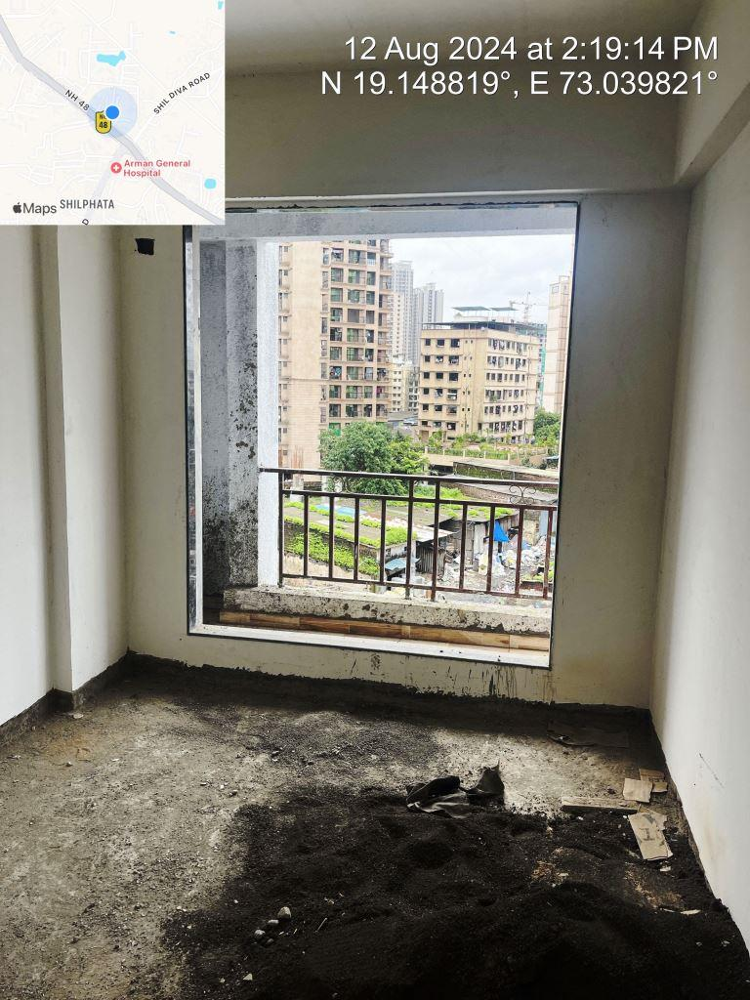 12 Aug 2024 at 2:19:14 PM
N 19.148819°, E 73.039821°
SHIL DIVA ROAD
NH 48
48
Arman General
Hospital
Maps
SHILPHATA
D